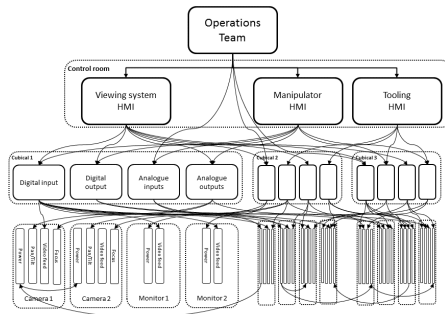 Operations
Team
Control room
Viewing system
HMI
Manipulator
HMI
Tooling
HMI
Cubical 1
Cubical 2
Cubical 3
Digital input
Digital
output
Analogue
inputs
Analogue
outputs
Power
Pan/Tilt
Video feed
Focus
Power
Pan/Tilt
Video feed
Focus
Power
Video feed
Power
Video feed
Camera 1
Camera 2
Monitor 1
Monitor 2